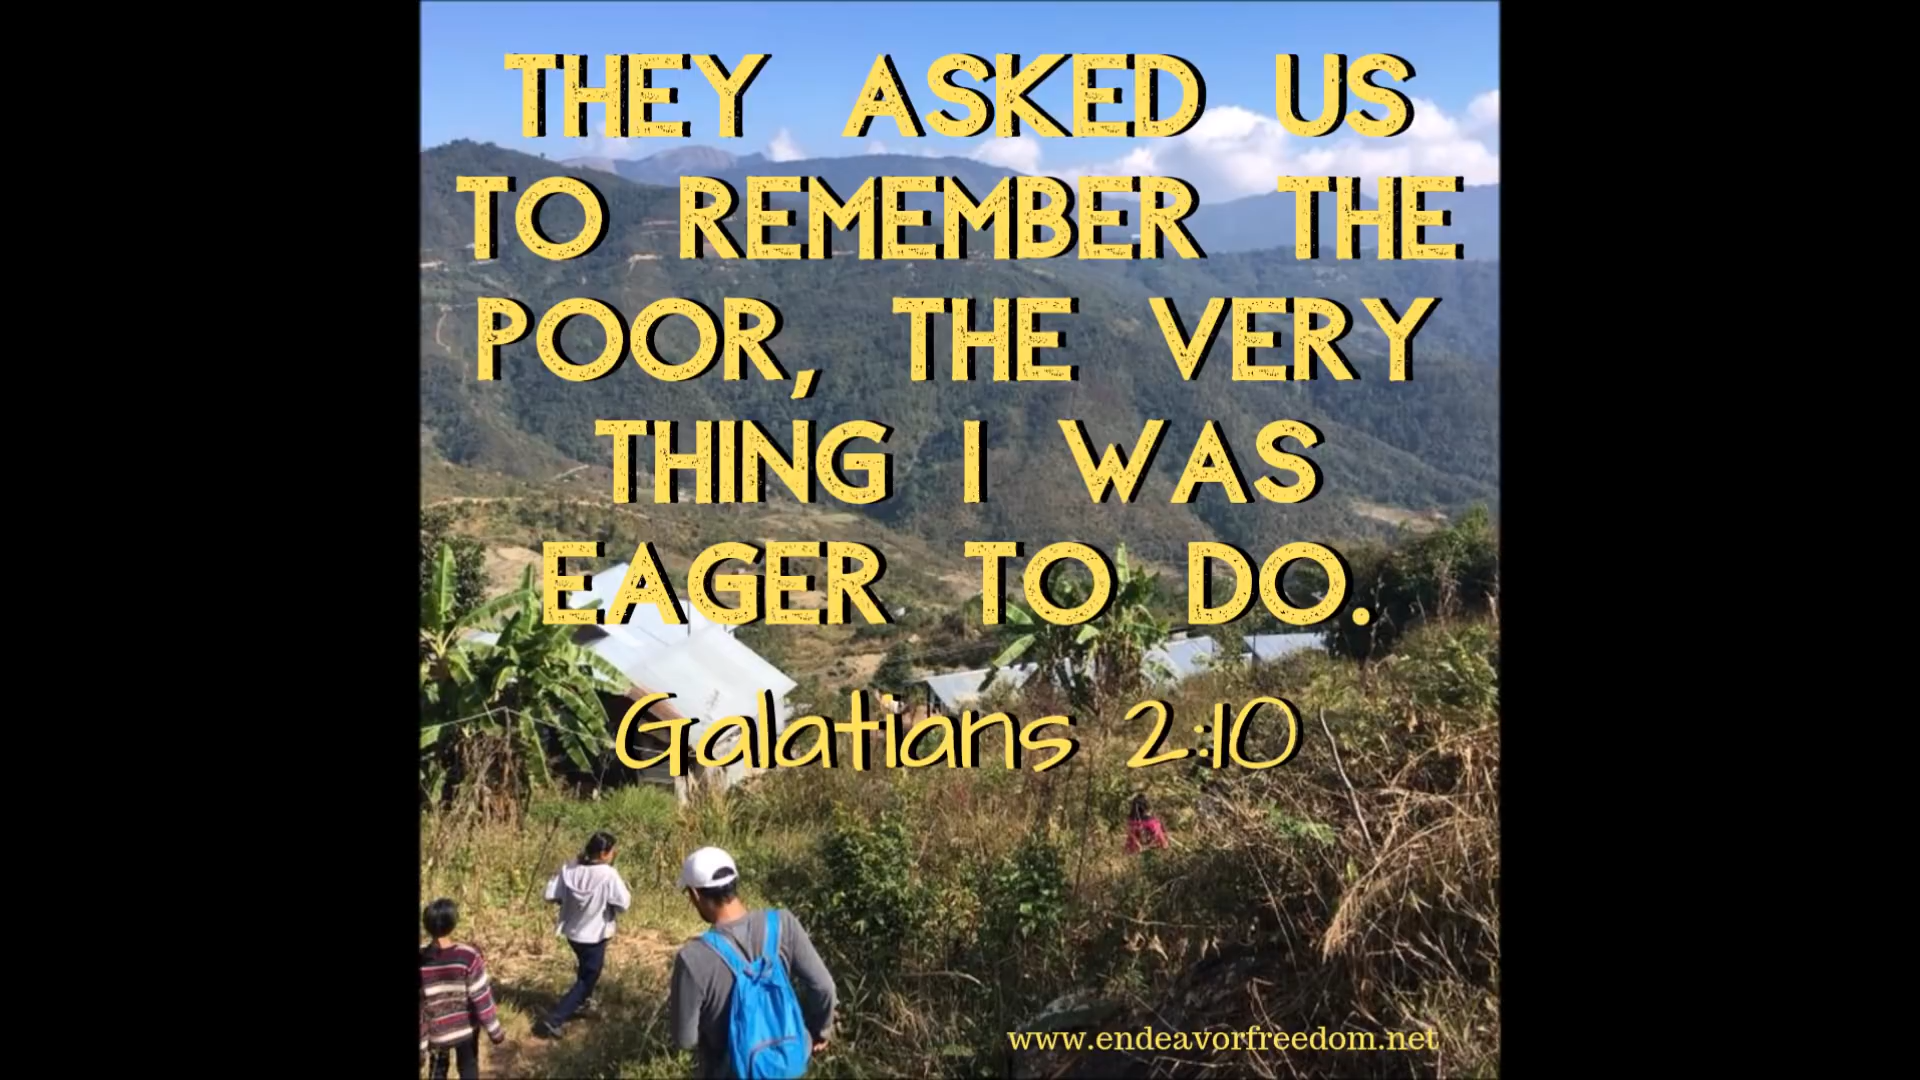 THEY ASKED US
TO REMEMBER THE
POOR, THE VERY
THING I WAS
EAGER TO DO.
Galatians 2:10
www.endeavorfreedom.net